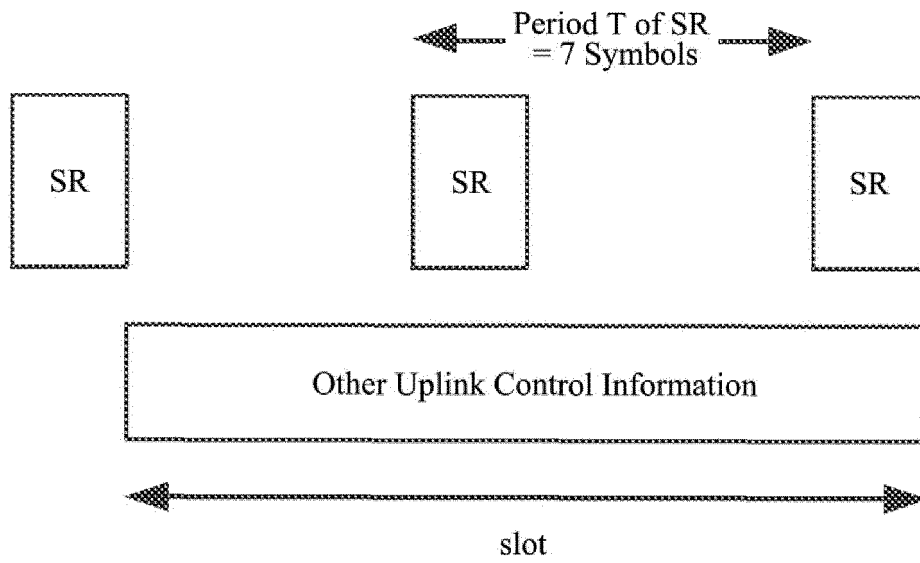 Period T of SR
= 7 Symbols
SR
SR
SR
Other Uplink Control Information
slot